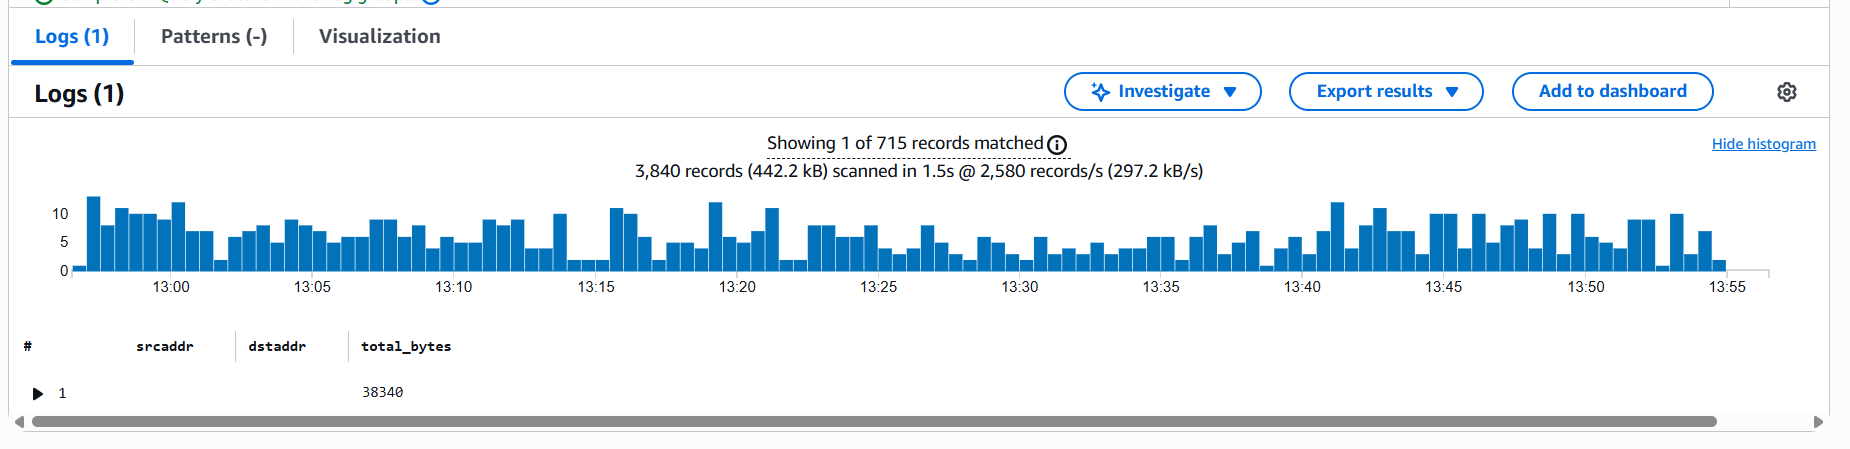 Logs (1)
Patterns (-)
Visualization
Logs (1)
Investigate
Export results
Add to dashboard
Showing 1 of 715 records matched
Hide histogram
3,840 records (442.2 kB) scanned in 1.5s @ 2,580 records/s (297.2 kB/s)
10
5
0
13:00 13:05 13:10 13:15 13:20 13:25 13:30 13:35 13:40 13:45 13:50 13:55
# srcaddr dstaddr total_bytes
1 38340